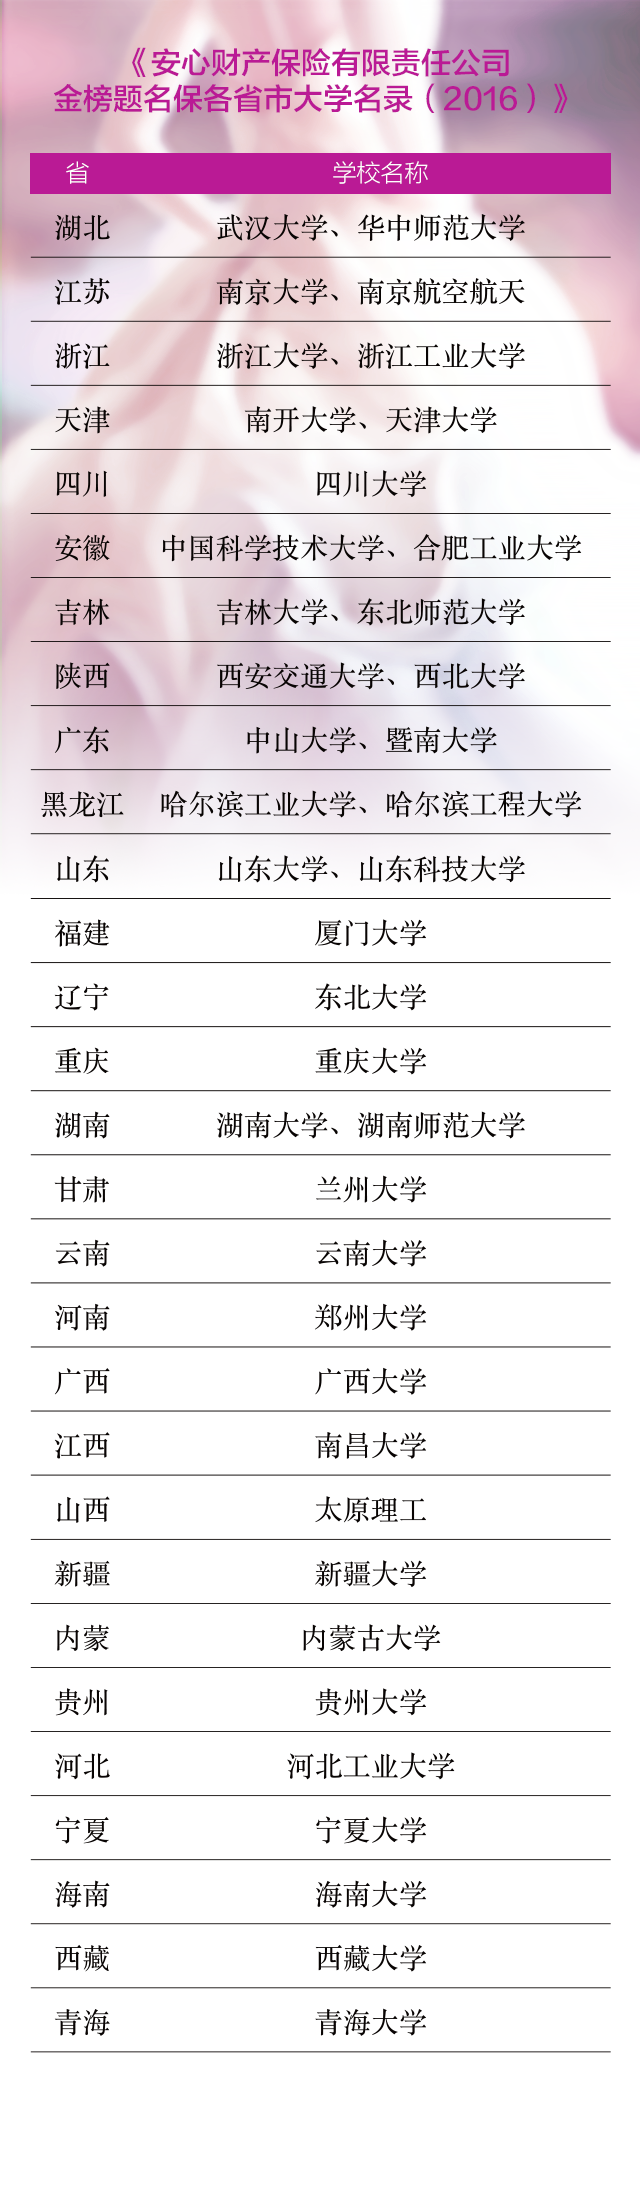 《安心财产保险有限责任公司
金榜题名保各省市大学名录（2016）》
省 学校名称
湖北 武汉大学、华中师范大学
江苏 南京大学、南京航空航天
浙江 浙江大学、浙江工业大学
天津 南开大学、天津大学
四川 四川大学
安徽 中国科学技术大学、合肥工业大学
吉林 吉林大学、东北师范大学
陕西 西安交通大学、西北大学
广东 中山大学、暨南大学
黑龙江 哈尔滨工业大学、哈尔滨工程大学
山东 山东大学、山东科技大学
福建 厦门大学
辽宁 东北大学
重庆 重庆大学
湖南 湖南大学、湖南师范大学
甘肃 兰州大学
云南 云南大学
河南 郑州大学
广西 广西大学
江西 南昌大学
山西 太原理工
新疆 新疆大学
内蒙 内蒙古大学
贵州 贵州大学
河北 河北工业大学
宁夏 宁夏大学
海南 海南大学
西藏 西藏大学
青海 青海大学